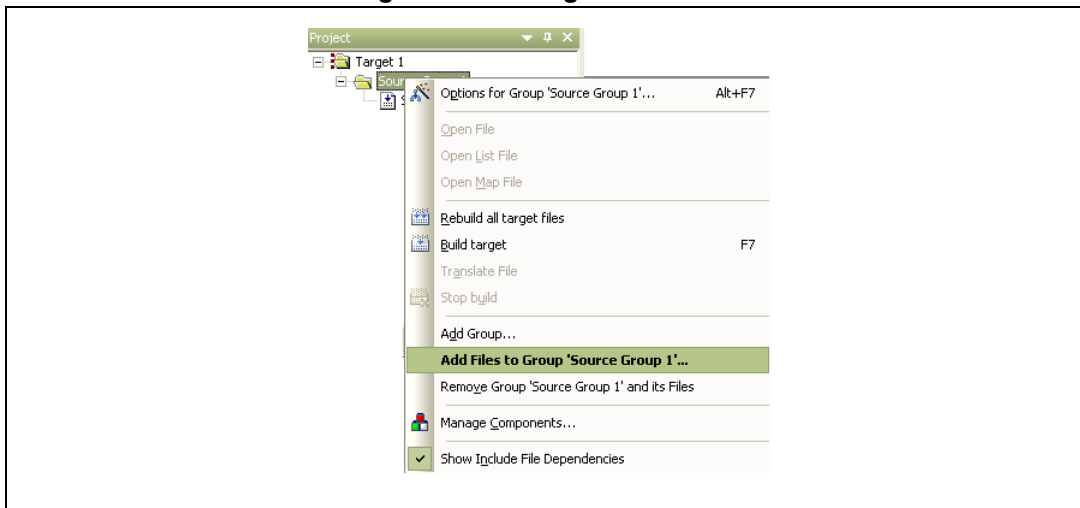 Project
Target 1
Options for Group 'Source Group 1'... Alt+F7
Open File
Open List File
Open Map File
Rebuild all target files
Build target F7
Translate File
Stop build
Add Group...
Add Files to Group 'Source Group 1'...
Remove Group 'Source Group 1' and its Files
Manage Components...
Show Include File Dependencies